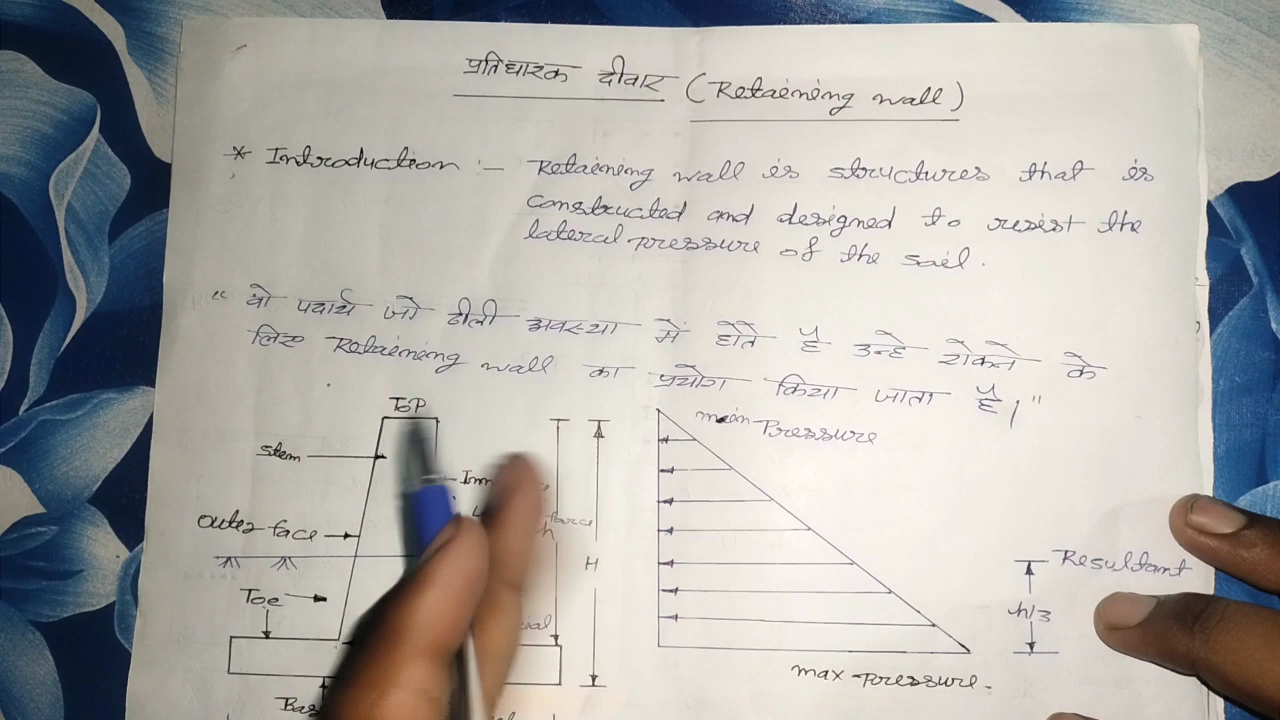 प्रतिधारक दीवार (Retaining wall)
* Introduction :- Retaining wall is structures that is
constructed and designed to resist the
lateral pressure of the soil.
“ वो पदार्थ जो ढीली अवस्था में होते है उन्हे रोकने के
लिए Retaining wall का प्रयोग किया जाता है।”
TOP
main Pressure
stem
outer face
force
h
H
Resultant
Toe
h/3
max pressure.